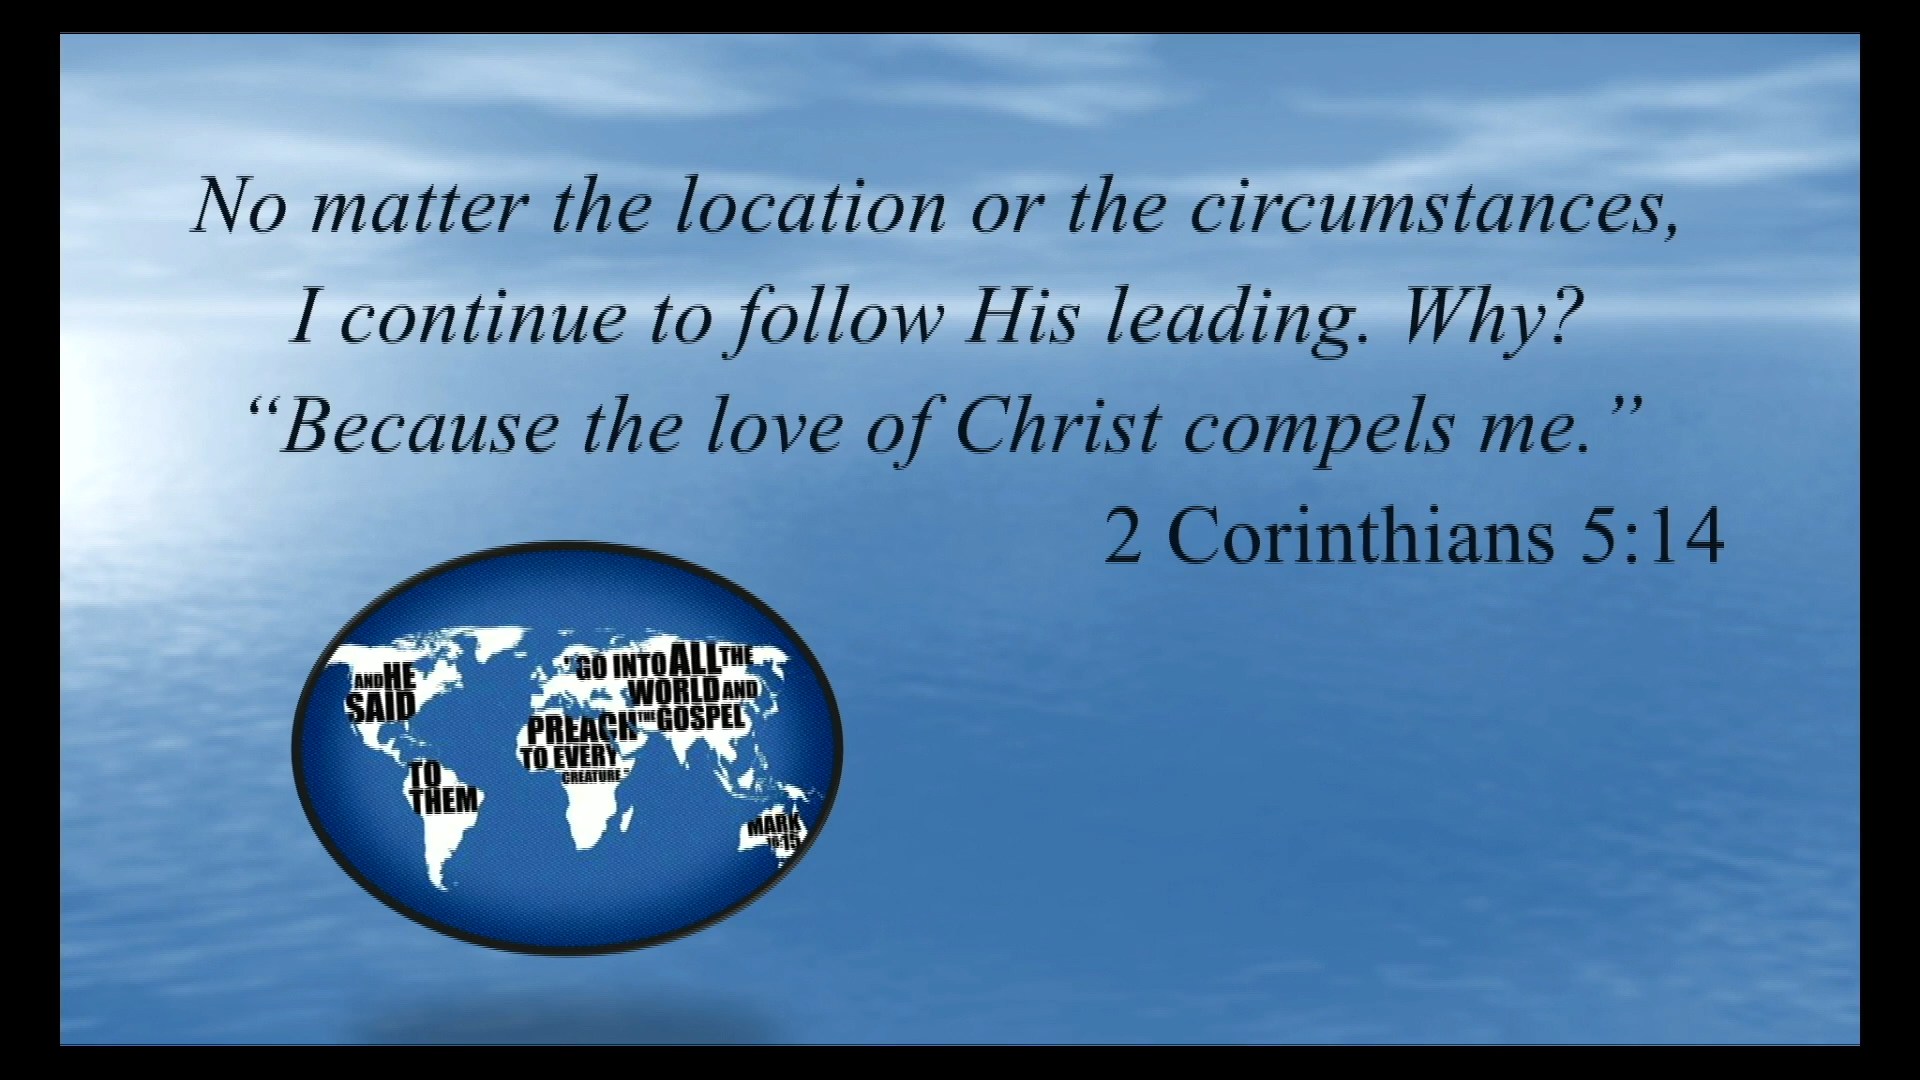 No matter the location or the circumstances,
I continue to follow His leading. Why?
“Because the love of Christ compels me.”
2 Corinthians 5:14
AND HE
SAID
TO
THEM
"GO INTO ALL THE
WORLD AND
PREACH THE GOSPEL
TO EVERY
CREATURE"
MARK
16:15